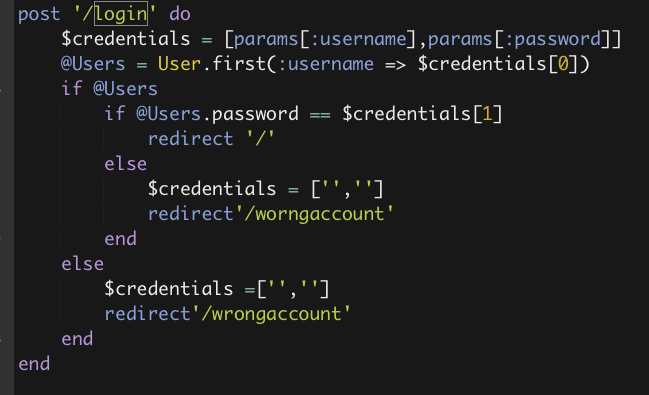 post '/login' do
    $credentials = [params[:username],params[:password]]
    @Users = User.first(:username => $credentials[0])
    if @Users
        if @Users.password == $credentials[1]
            redirect '/'
        else
            $credentials = ['','']
            redirect'/worngaccount'
        end
    else
        $credentials =['','']
        redirect'/wrongaccount'
    end
end